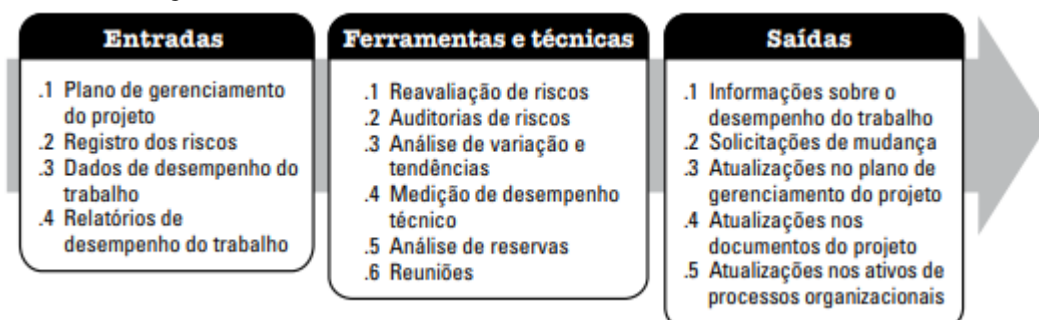 Entradas
.1 Plano de gerenciamento
do projeto
.2 Registro dos riscos
.3 Dados de desempenho do
trabalho
.4 Relatórios de
desempenho do trabalho
Ferramentas e técnicas
.1 Reavaliação de riscos
.2 Auditorias de riscos
.3 Análise de variação e
tendências
.4 Medição de desempenho
técnico
.5 Análise de reservas
.6 Reuniões
Saídas
.1 Informações sobre o
desempenho do trabalho
.2 Solicitações de mudança
.3 Atualizações no plano de
gerenciamento do projeto
.4 Atualizações nos
documentos do projeto
.5 Atualizações nos ativos de
processos organizacionais